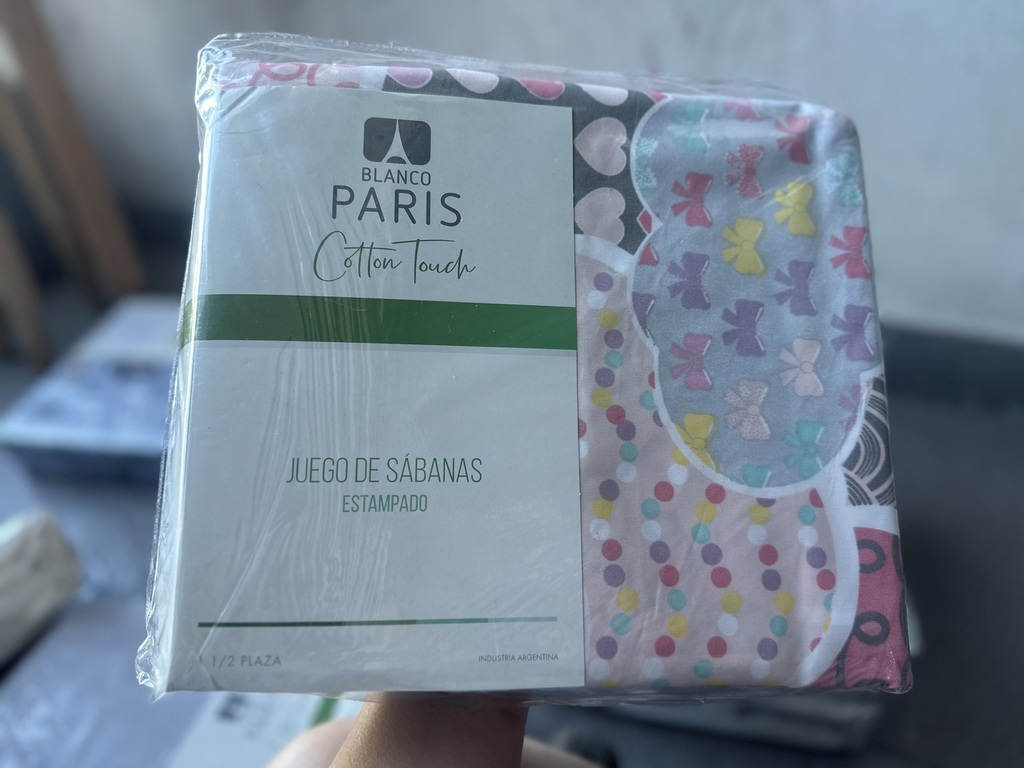 BLANCO
PARIS
Cotton Touch
JUEGO DE SÁBANAS
ESTAMPADO
1 1/2 PLAZA
INDUSTRIA ARGENTINA